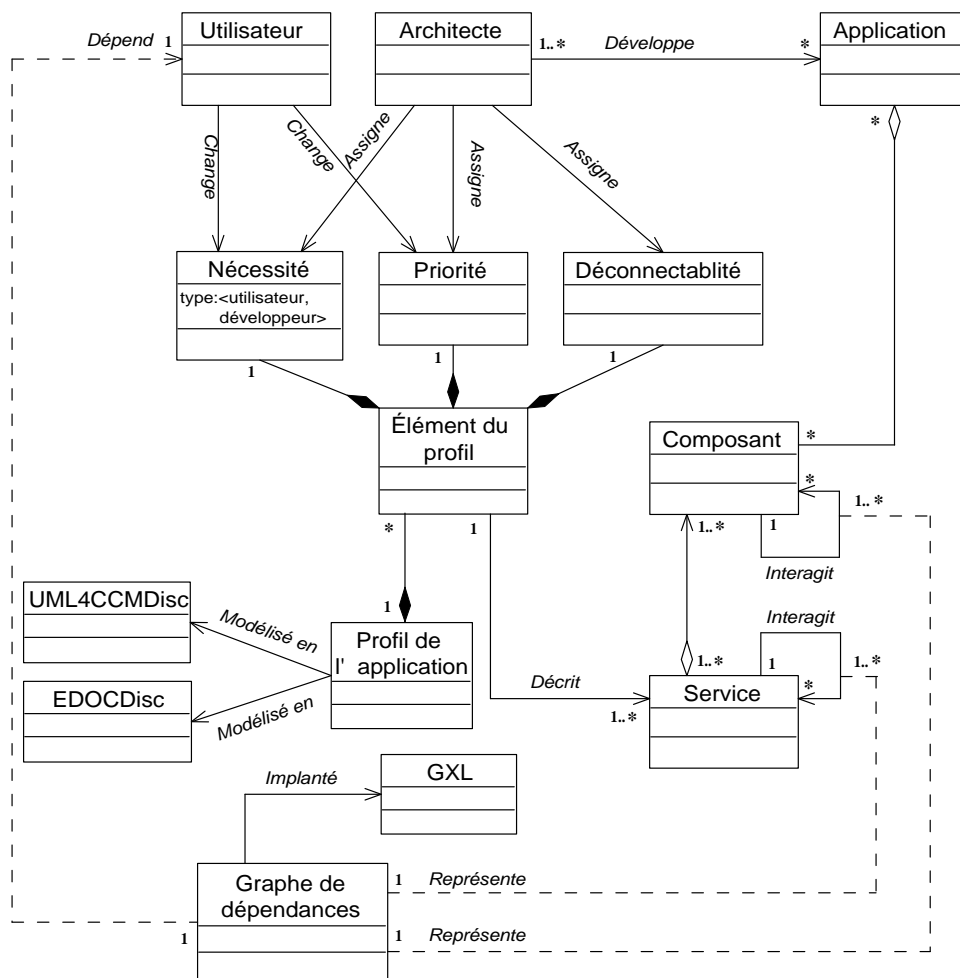 Dépend
1
Utilisateur
Architecte
1..*
Développe
*
Application
*
Change
Change
Assigne
Assigne
Assigne
Nécessité
type:<utilisateur,
développeur>
Priorité
Déconnectablité
1
1
1
Élément du
profil
Composant
*
*
1..*
*
1
1..*
1
Interagit
UML4CCMDisc
Modélisé en
1
Profil de
l' application
Interagit
1..*
1
1..*
EDOCDisc
Modélisé en
Décrit
1..*
Service
*
Implanté
GXL
Graphe de
dépendances
1
Représente
1
1
Représente